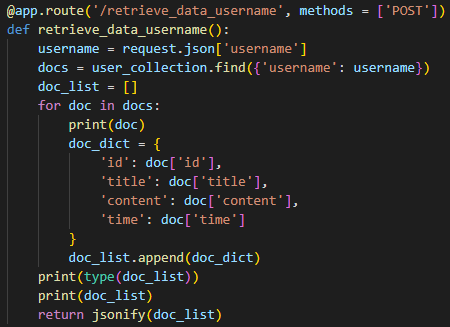 @app.route('/retrieve_data_username', methods = ['POST'])
def retrieve_data_username():
    username = request.json['username']
    docs = user_collection.find({'username': username})
    doc_list = []
    for doc in docs:
        print(doc)
        doc_dict = {
            'id': doc['id'],
            'title': doc['title'],
            'content': doc['content'],
            'time': doc['time']
        }
        doc_list.append(doc_dict)
    print(type(doc_list))
    print(doc_list)
    return jsonify(doc_list)